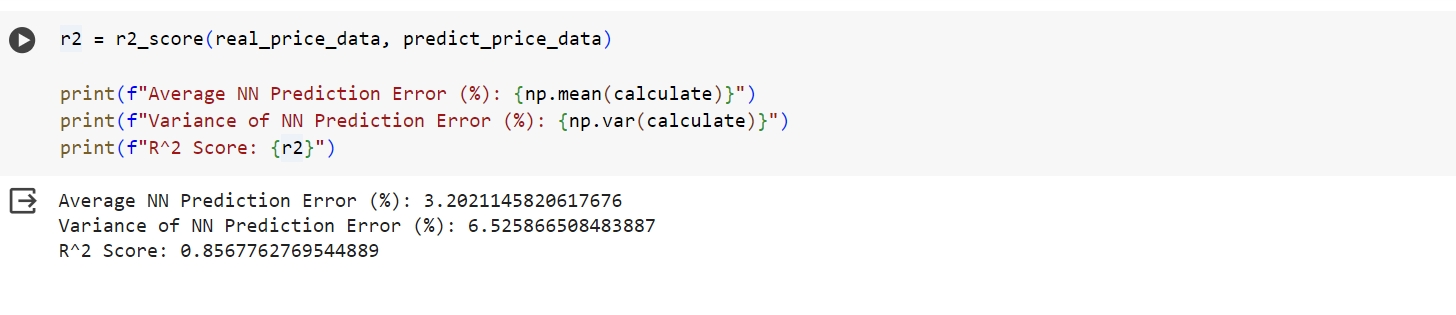 r2 = r2_score(real_price_data, predict_price_data)
print(f"Average NN Prediction Error (%): {np.mean(calculate)}")
print(f"Variance of NN Prediction Error (%): {np.var(calculate)}")
print(f"R^2 Score: {r2}")
Average NN Prediction Error (%): 3.2021145820617676
Variance of NN Prediction Error (%): 6.525866508483887
R^2 Score: 0.8567762769544889